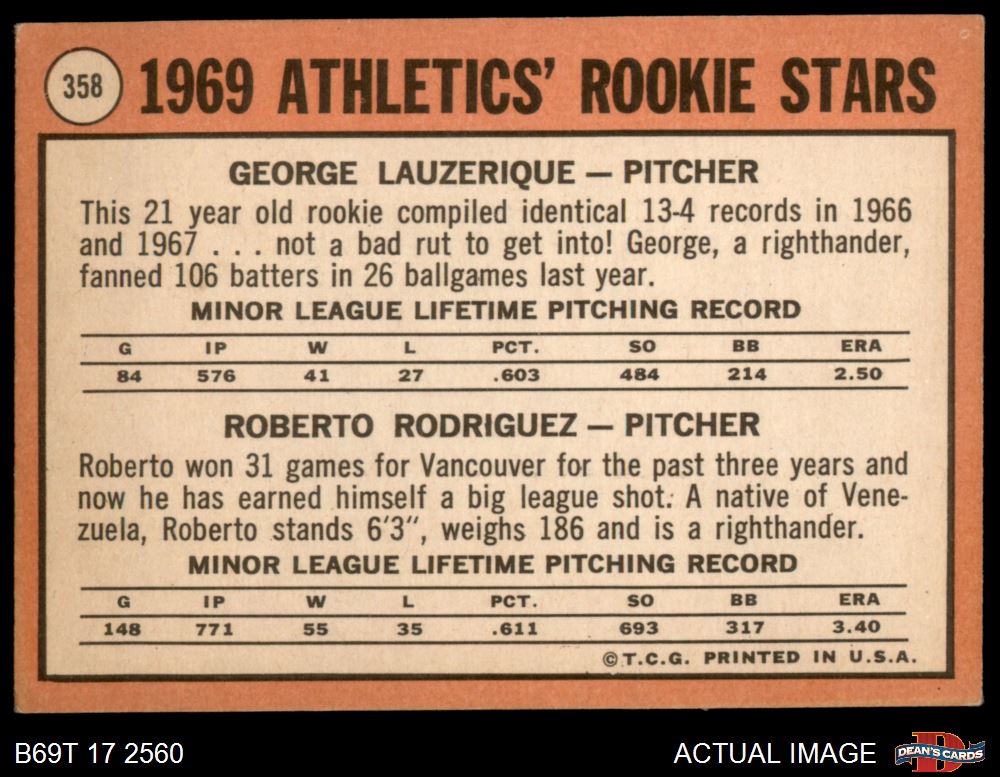 358 1969 ATHLETICS' ROOKIE STARS
GEORGE LAUZERIQUE — PITCHER
This 21 year old rookie compiled identical 13-4 records in 1966
and 1967 . . . not a bad rut to get into! George, a righthander,
fanned 106 batters in 26 ballgames last year.
MINOR LEAGUE LIFETIME PITCHING RECORD
G IP W L PCT. SO BB ERA
84 576 41 27 .603 484 214 2.50
ROBERTO RODRIGUEZ — PITCHER
Roberto won 31 games for Vancouver for the past three years and
now he has earned himself a big league shot. A native of Vene-
zuela, Roberto stands 6'3", weighs 186 and is a righthander.
MINOR LEAGUE LIFETIME PITCHING RECORD
G IP W L PCT. SO BB ERA
148 771 55 35 .611 693 317 3.40
© T.C.G. PRINTED IN U.S.A.
B69T 17 2560 ACTUAL IMAGE DEAN'S CARDS